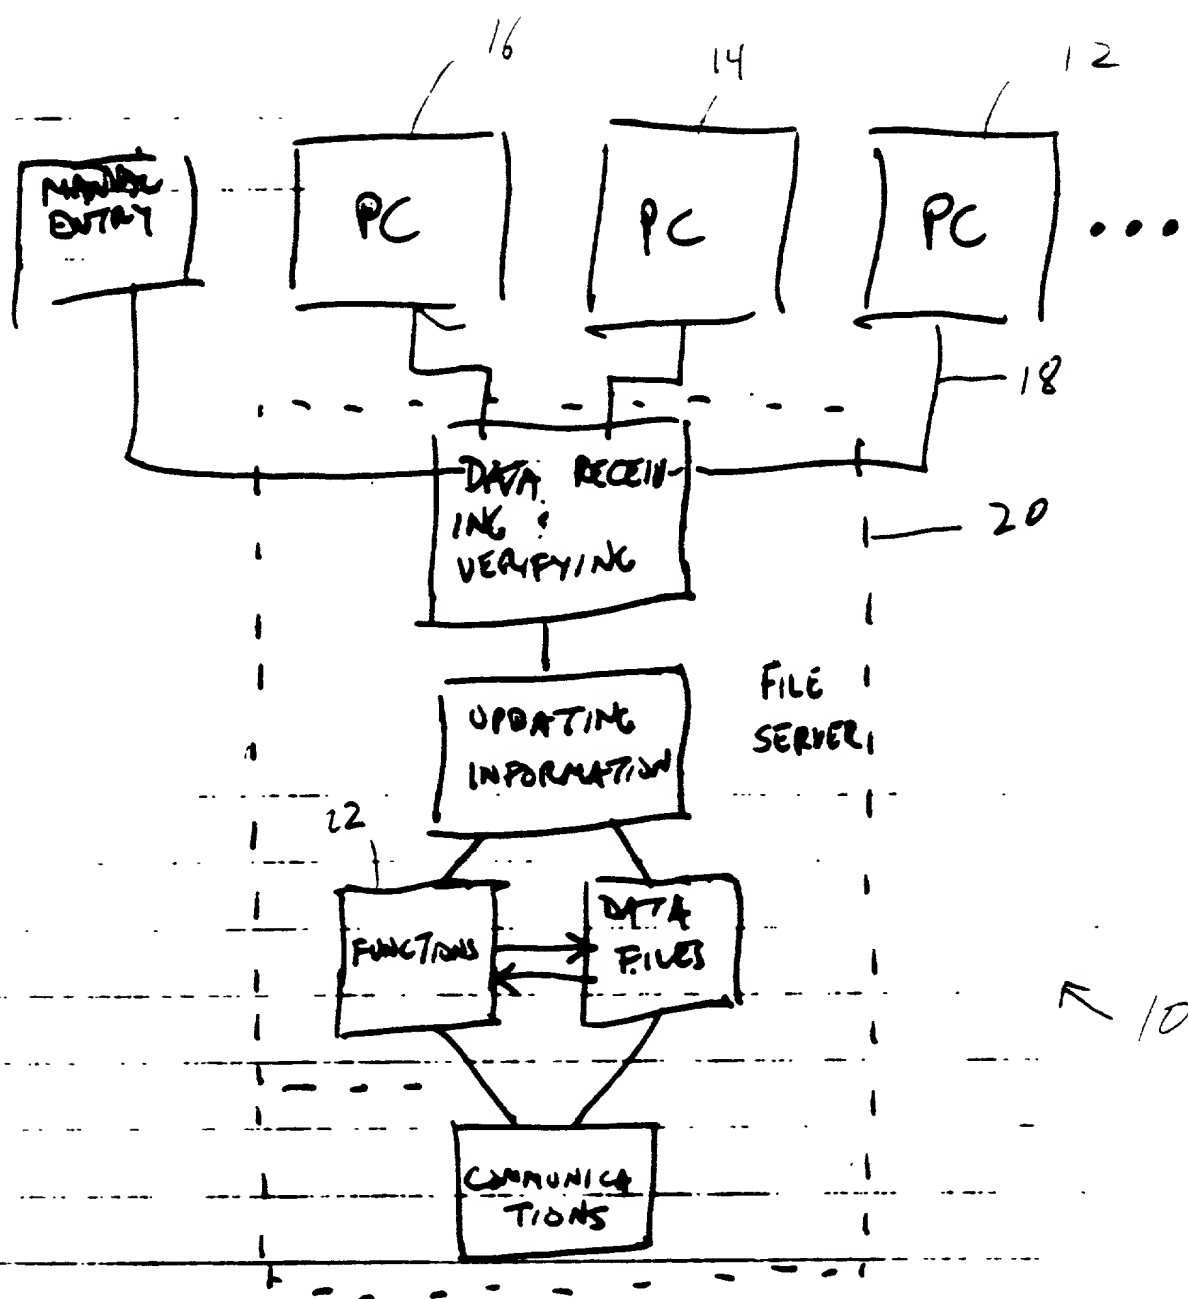 16
14
12
MANUAL
ENTRY
PC
PC
PC
...
18
DATA RECEIV-
ING &
VERIFYING
20
FILE
SERVER
UPDATING
INFORMATION
22
FUNCTIONS
DATA
FILES
10
COMMUNICA
TIONS